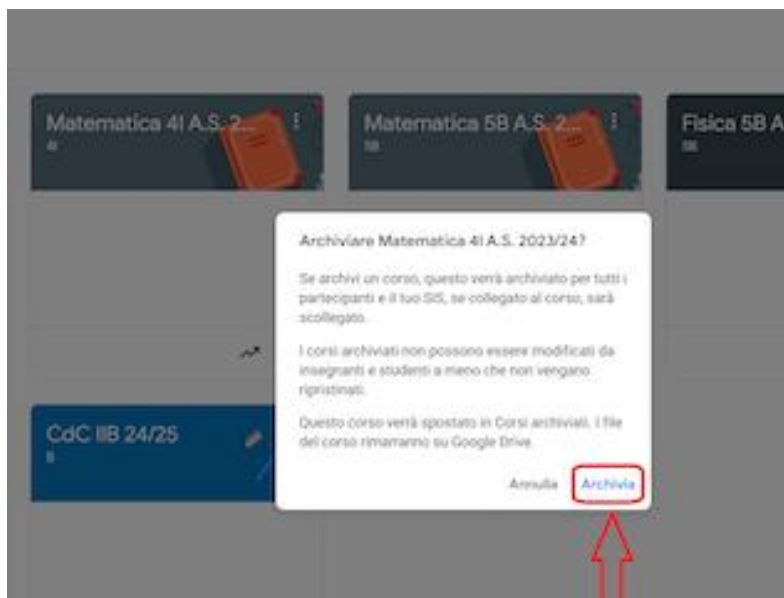 Matematica 4I A.S. 2...
4I
Matematica 5B A.S. 2...
5B
Fisica 5B A
CdC IIB 24/25
Archiviare Matematica 4I A.S. 2023/24?
Se archivi un corso, questo verrà archiviato per tutti i
partecipanti e il tuo SIS, se collegato al corso, sarà
scollegato.
I corsi archiviati non possono essere modificati da
insegnanti e studenti a meno che non vengano
ripristinati.
Questo corso verrà spostato in Corsi archiviati. I file
del corso rimarranno su Google Drive.
Annulla Archivia